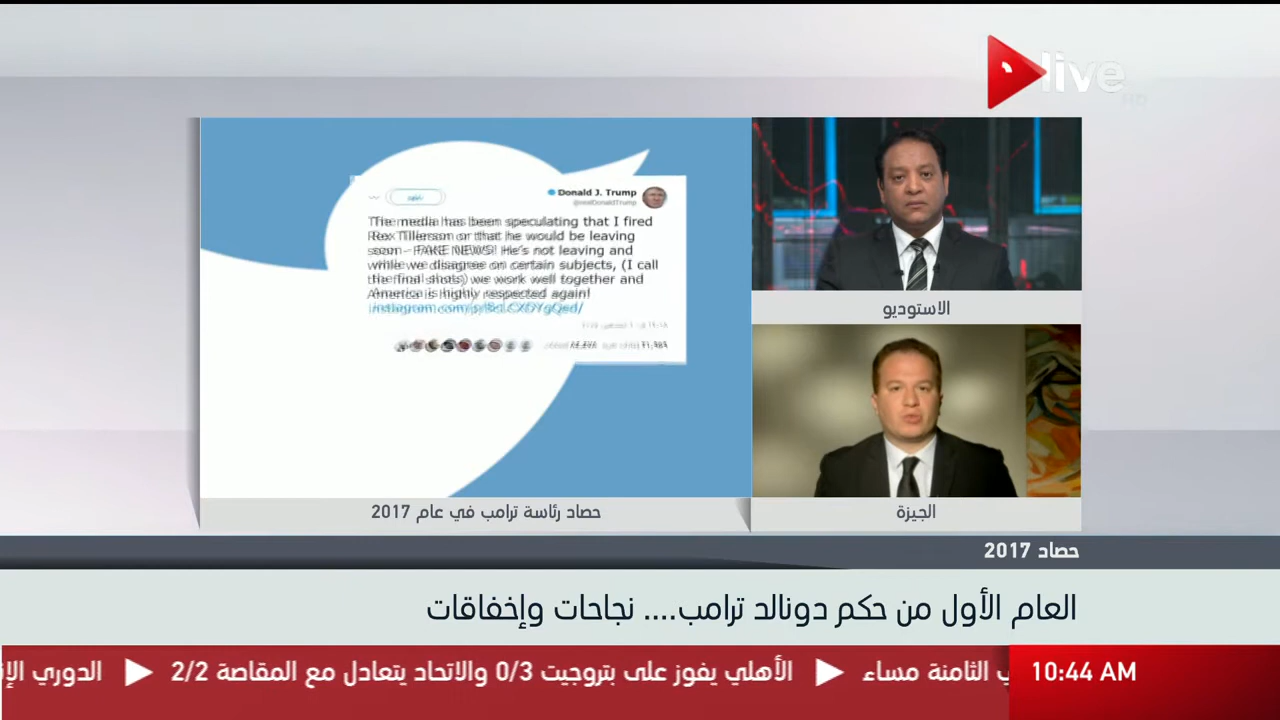 live
Donald J. Trump
@realDonaldTrump
The media has been speculating that I fired
Rex Tillerson or that he would be leaving
soon - FAKE NEWS! He's not leaving and
while we disagree on certain subjects, (I call
the final shots) we work well together and
America is highly respected again!
الاستوديو
الجيزة
حصاد رئاسة ترامب في عام 2017
حصاد 2017
العام الأول من حكم دونالد ترامب.... نجاحات وإخفاقات
10:44 AM
الثامنة مساء ◀ الأهلي يفوز على بتروجيت 0/3 والاتحاد يتعادل مع المقاصة 2/2 ◀ الدوري